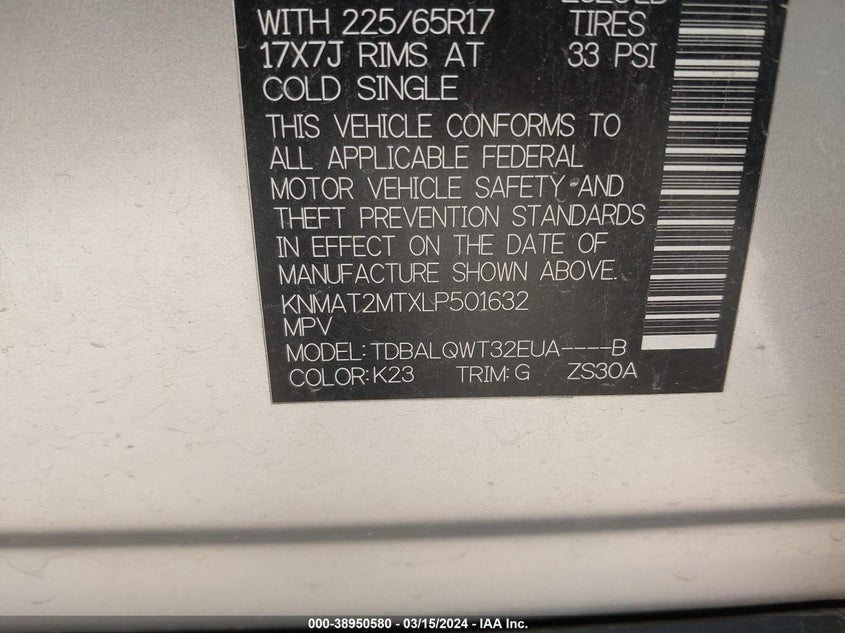 WITH 225/65R17 TIRES
17X7J RIMS AT 33 PSI
COLD SINGLE
THIS VEHICLE CONFORMS TO
ALL APPLICABLE FEDERAL
MOTOR VEHICLE SAFETY AND
THEFT PREVENTION STANDARDS
IN EFFECT ON THE DATE OF
MANUFACTURE SHOWN ABOVE.
KNMAT2MTXLP501632
MPV
MODEL:TDBALQWT32EUA----B
COLOR:K23 TRIM:G ZS30A
000-38950580 - 03/15/2024 - IAA Inc.